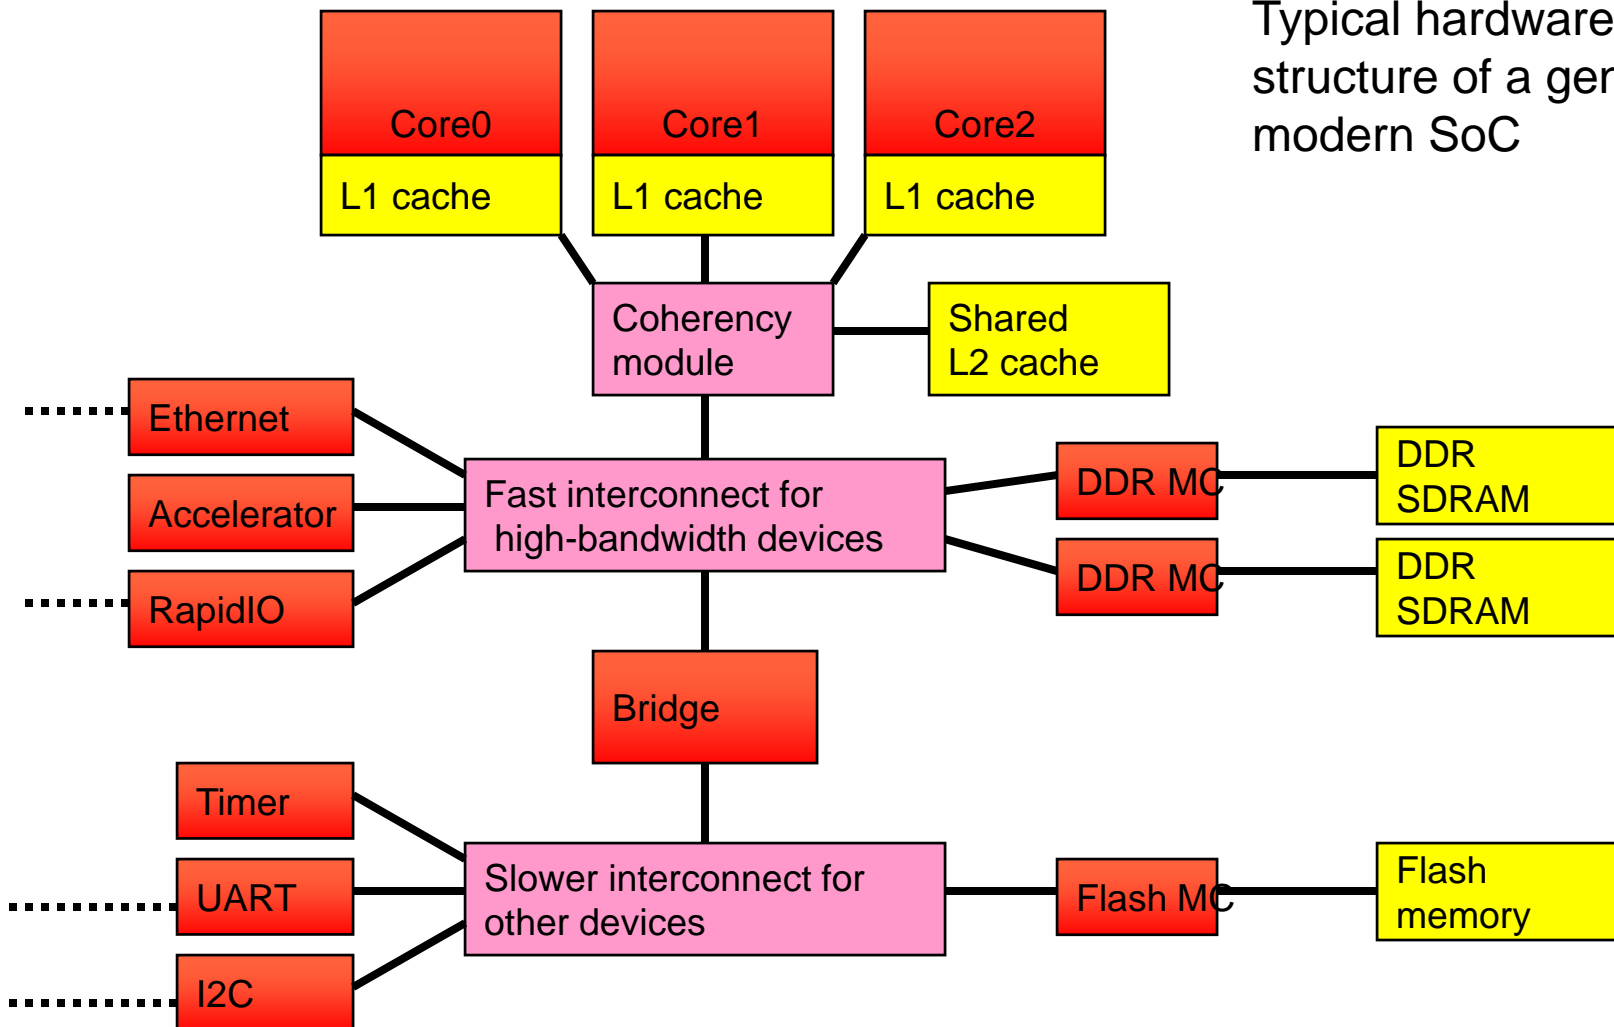 Typical hardware
structure of a
modern SoC
Core0
Core1
Core2
L1 cache
L1 cache
L1 cache
Coherency
module
Shared
L2 cache
Ethernet
Accelerator
RapidIO
Fast interconnect for
high-bandwidth devices
DDR MC
DDR
SDRAM
DDR MC
DDR
SDRAM
Bridge
Timer
UART
I2C
Slower interconnect for
other devices
Flash MC
Flash
memory